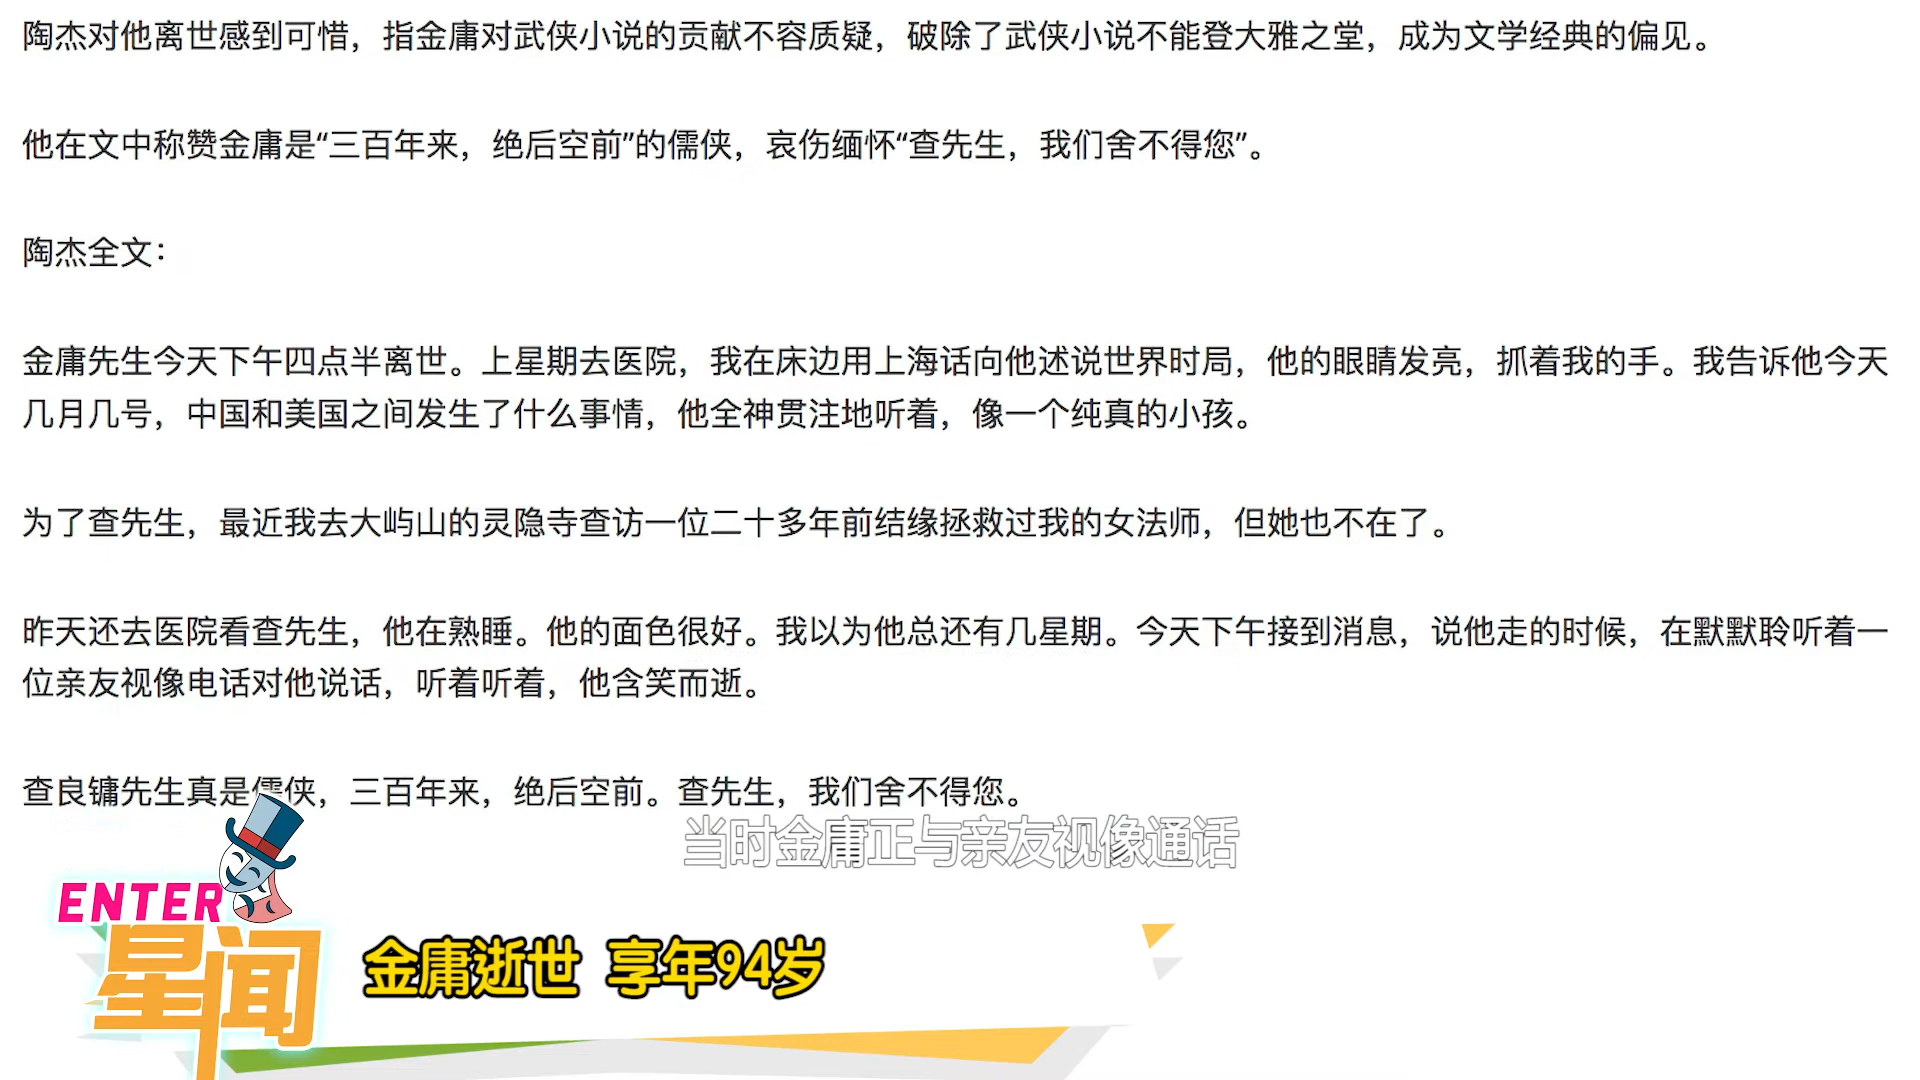 陶杰对他离世感到可惜，指金庸对武侠小说的贡献不容质疑，破除了武侠小说不能登大雅之堂，成为文学经典的偏见。
他在文中称赞金庸是“三百年来，绝后空前”的儒侠，哀伤缅怀“查先生，我们舍不得您”。
陶杰全文：
金庸先生今天下午四点半离世。上星期去医院，我在床边用上海话向他述说世界时局，他的眼睛发亮，抓着我的手。我告诉他今天
几月几号，中国和美国之间发生了什么事情，他全神贯注地听着，像一个纯真的小孩。
为了查先生，最近我去大屿山的灵隐寺查访一位二十多年前结缘拯救过我的女法师，但她也不在了。
昨天还去医院看查先生，他在熟睡。他的面色很好。我以为他总还有几星期。今天下午接到消息，说他走的时候，在默默聆听着一
位亲友视像电话对他说话，听着听着，他含笑而逝。
查良镛先生真是儒侠，三百年来，绝后空前。查先生，我们舍不得您。
当时金庸正与亲友视像通话
ENTER
星闻
金庸逝世 享年94岁